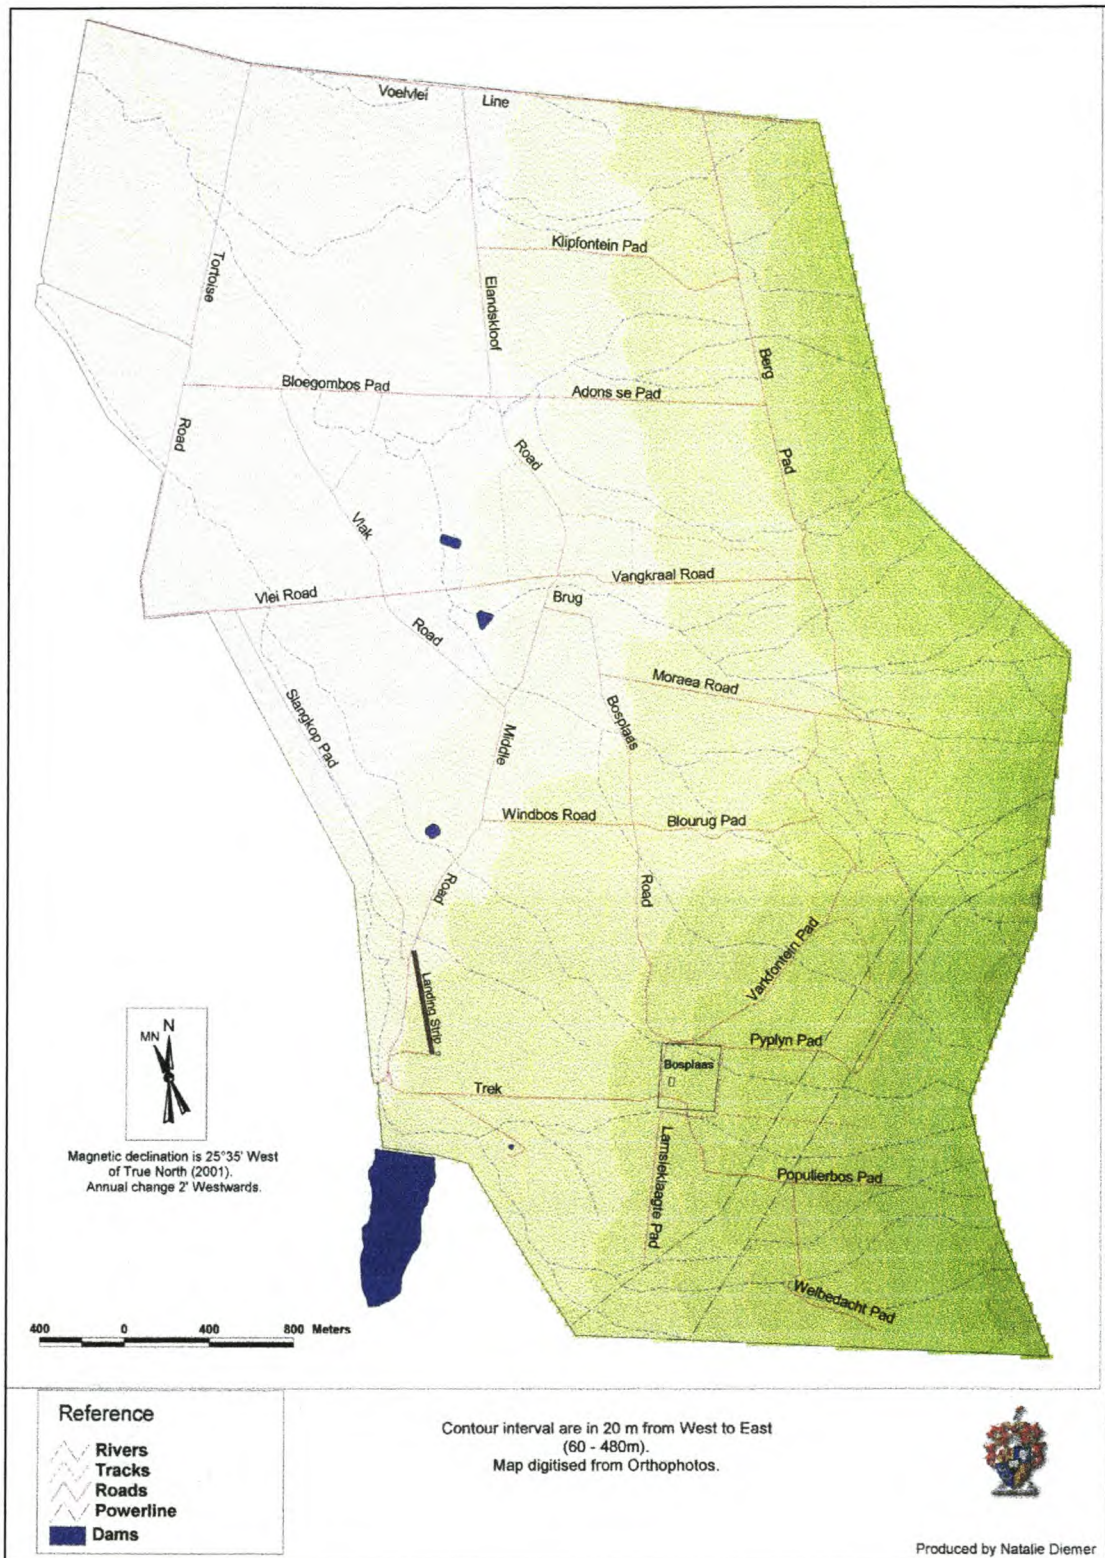 Voelvlei Line
Klipfontein Pad
Tortoise
Elandskloof
Berg
Bloegombos Pad
Adons se Pad
Road
Road
Pad
Vlak
Vlei Road
Vangkraal Road
Brug
Road
Moraea Road
Slangkop Pad
Bosplaas
Middle
Windbos Road
Blourug Pad
Road
Road
Varkfontein Pad
Landing Strip
Pyplyn Pad
Bosplaas
Trek
Lamsieklaagte Pad
Populierbos Pad
Welbedacht Pad
N
MN
Magnetic declination is 25°35' West
of True North (2001).
Annual change 2' Westwards.
400 0 400 800 Meters
Reference
Rivers
Tracks
Roads
Powerline
Dams
Contour interval are in 20 m from West to East
(60 - 480m).
Map digitised from Orthophotos.
Produced by Natalie Diemer